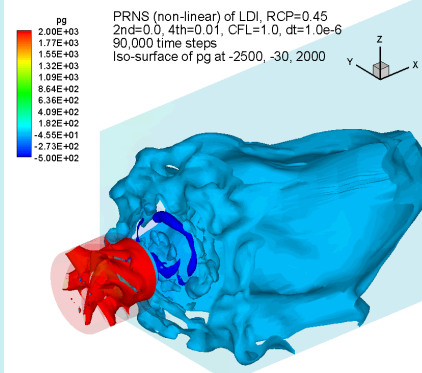 PRNS (non-linear) of LDI, RCP=0.45
2nd=0.0, 4th=0.01, CFL=1.0, dt=1.0e-6
90,000 time steps
Iso-surface of pg at -2500, -30, 2000
pg
2.00E+03
1.77E+03
1.55E+03
1.32E+03
1.09E+03
8.64E+02
6.36E+02
4.09E+02
1.82E+02
-4.55E+01
-2.73E+02
-5.00E+02
Z
Y
X